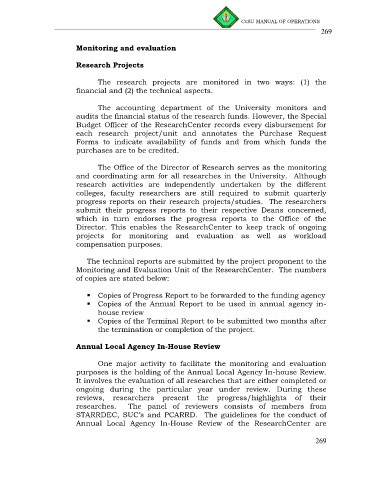 CvSU MANUAL OF OPERATIONS
269
Monitoring and evaluation
Research Projects
The research projects are monitored in two ways: (1) the
financial and (2) the technical aspects.
The accounting department of the University monitors and
audits the financial status of the research funds. However, the Special
Budget Officer of the ResearchCenter records every disbursement for
each research project/unit and annotates the Purchase Request
Forms to indicate availability of funds and from which funds the
purchases are to be credited.
The Office of the Director of Research serves as the monitoring
and coordinating arm for all researches in the University. Although
research activities are independently undertaken by the different
colleges, faculty researchers are still required to submit quarterly
progress reports on their research projects/studies. The researchers
submit their progress reports to their respective Deans concerned,
which in turn endorses the progress reports to the Office of the
Director. This enables the ResearchCenter to keep track of ongoing
projects for monitoring and evaluation as well as workload
compensation purposes.
The technical reports are submitted by the project proponent to the
Monitoring and Evaluation Unit of the ResearchCenter. The numbers
of copies are stated below:
▪ Copies of Progress Report to be forwarded to the funding agency
▪ Copies of the Annual Report to be used in annual agency in-
house review
▪ Copies of the Terminal Report to be submitted two months after
the termination or completion of the project.
Annual Local Agency In-House Review
One major activity to facilitate the monitoring and evaluation
purposes is the holding of the Annual Local Agency In-house Review.
It involves the evaluation of all researches that are either completed or
ongoing during the particular year under review. During these
reviews, researchers present the progress/highlights of their
researches. The panel of reviewers consists of members from
STARRDEC, SUC's and PCARRD. The guidelines for the conduct of
Annual Local Agency In-House Review of the ResearchCenter are
269